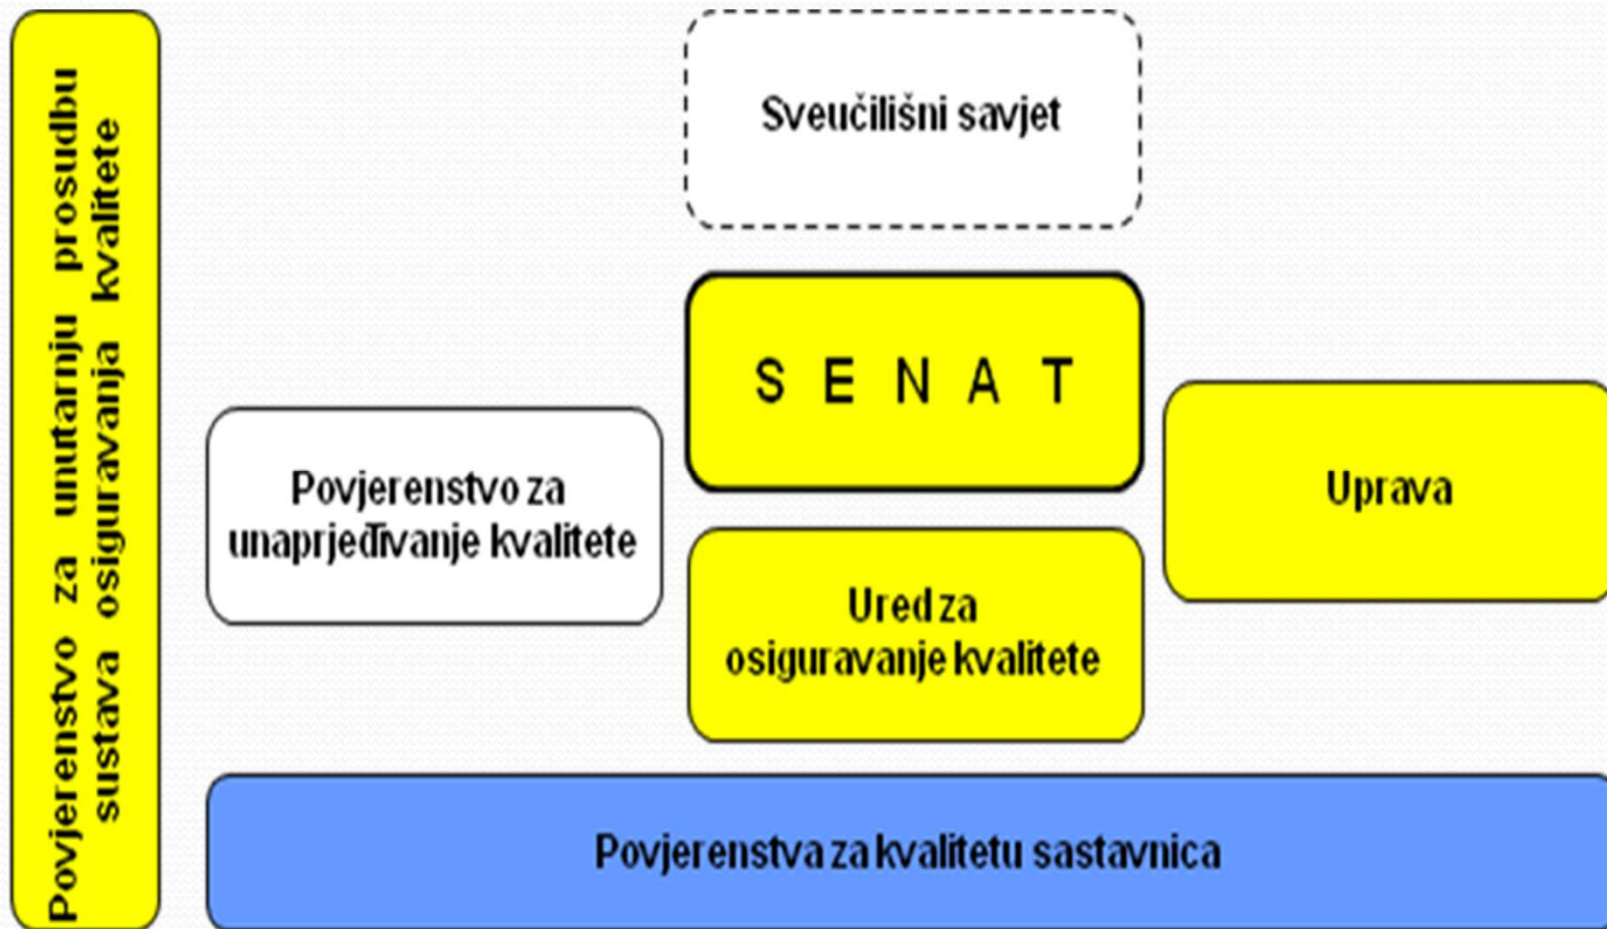 Povjerenstvo za unutarnju prosudbu
sustava osiguravanja kvalitete
Sveučilišni savjet
S E N A T
Povjerenstvo za
unaprjeđivanje kvalitete
Uprava
Ured za
osiguravanje kvalitete
Povjerenstva za kvalitetu sastavnica